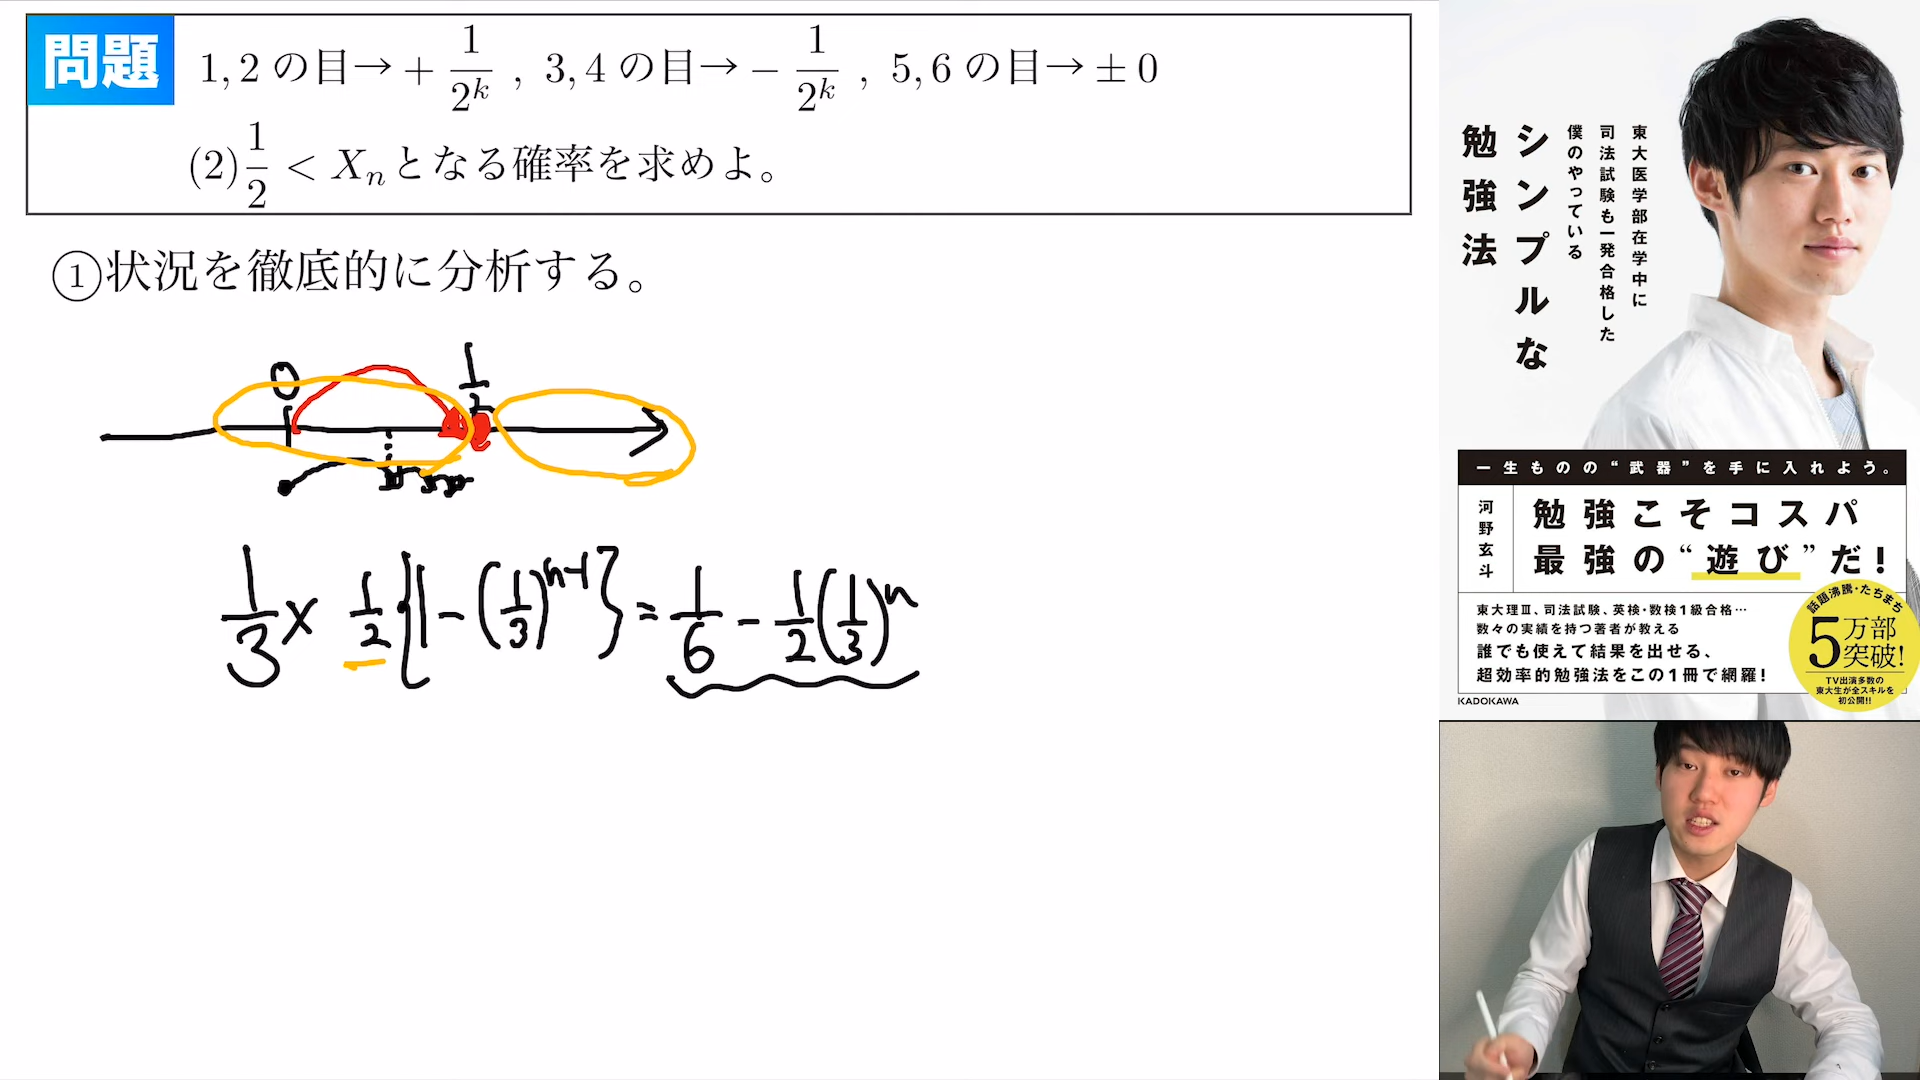 問題
1, 2 の目→ + 1/2^k , 3, 4 の目→ − 1/2^k , 5, 6 の目→ ± 0
(2) 1/2 < Xnとなる確率を求めよ。
①状況を徹底的に分析する。
0
1/2
1/3 × 1/2 {1 − (1/3)^n−1} = 1/6 − 1/2 (1/3)^n
東大医学部在学中に
司法試験も一発合格した
僕のやっている
シンプルな
勉強法
一生ものの“武器”を手に入れよう。
河野玄斗
勉強こそコスパ
最強の“遊び”だ!
東大理Ⅲ、司法試験、英検・数検1級合格…
数々の実績を持つ著者が教える
誰でも使えて結果を出せる、
超効率的勉強法をこの1冊で網羅!
KADOKAWA
話題沸騰・たちまち
5万部
突破!
TV出演多数の
東大生が全スキルを
初公開!!